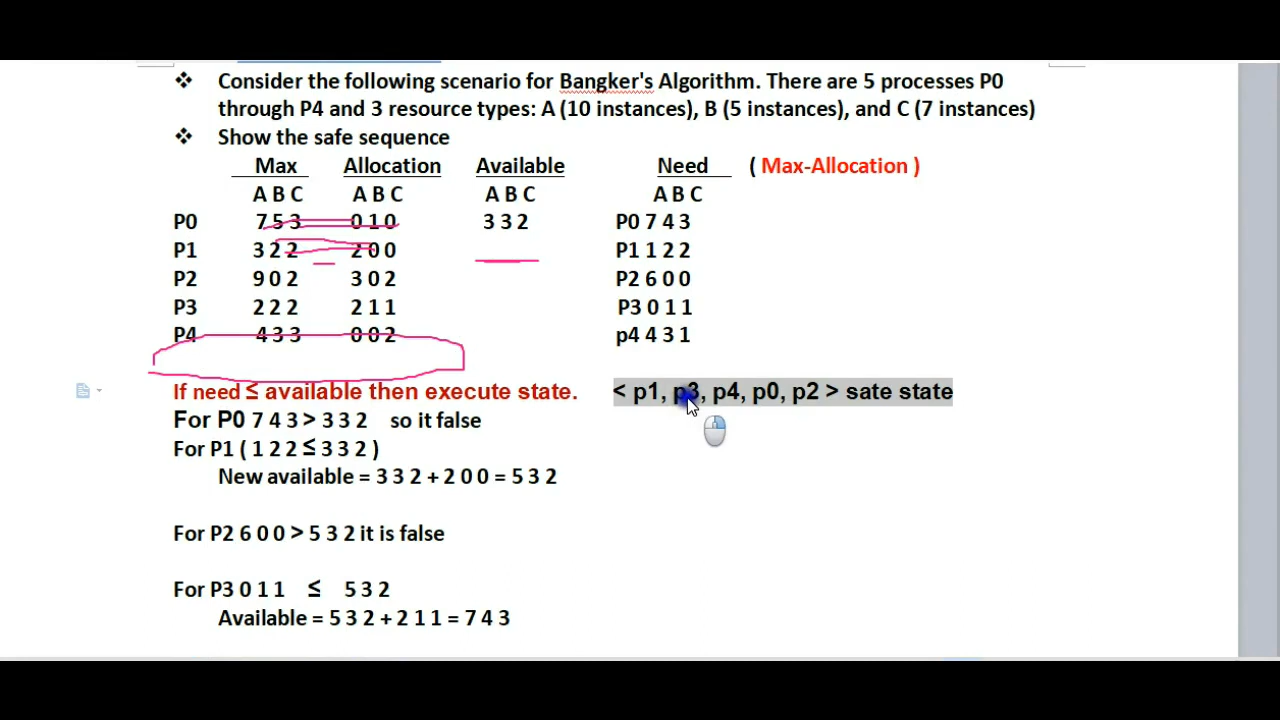 ❖ Consider the following scenario for Bangker's Algorithm. There are 5 processes P0
through P4 and 3 resource types: A (10 instances), B (5 instances), and C (7 instances)
❖ Show the safe sequence
Max Allocation Available Need ( Max-Allocation )
A B C A B C A B C A B C
P0 7 5 3 0 1 0 3 3 2 P0 7 4 3
P1 3 2 2 2 0 0 P1 1 2 2
P2 9 0 2 3 0 2 P2 6 0 0
P3 2 2 2 2 1 1 P3 0 1 1
P4 4 3 3 0 0 2 p4 4 3 1
If need ≤ available then execute state. < p1, p3, p4, p0, p2 > sate state
For P0 7 4 3 > 3 3 2 so it false
For P1 ( 1 2 2 ≤ 3 3 2 )
New available = 3 3 2 + 2 0 0 = 5 3 2
For P2 6 0 0 > 5 3 2 it is false
For P3 0 1 1 ≤ 5 3 2
Available = 5 3 2 + 2 1 1 = 7 4 3